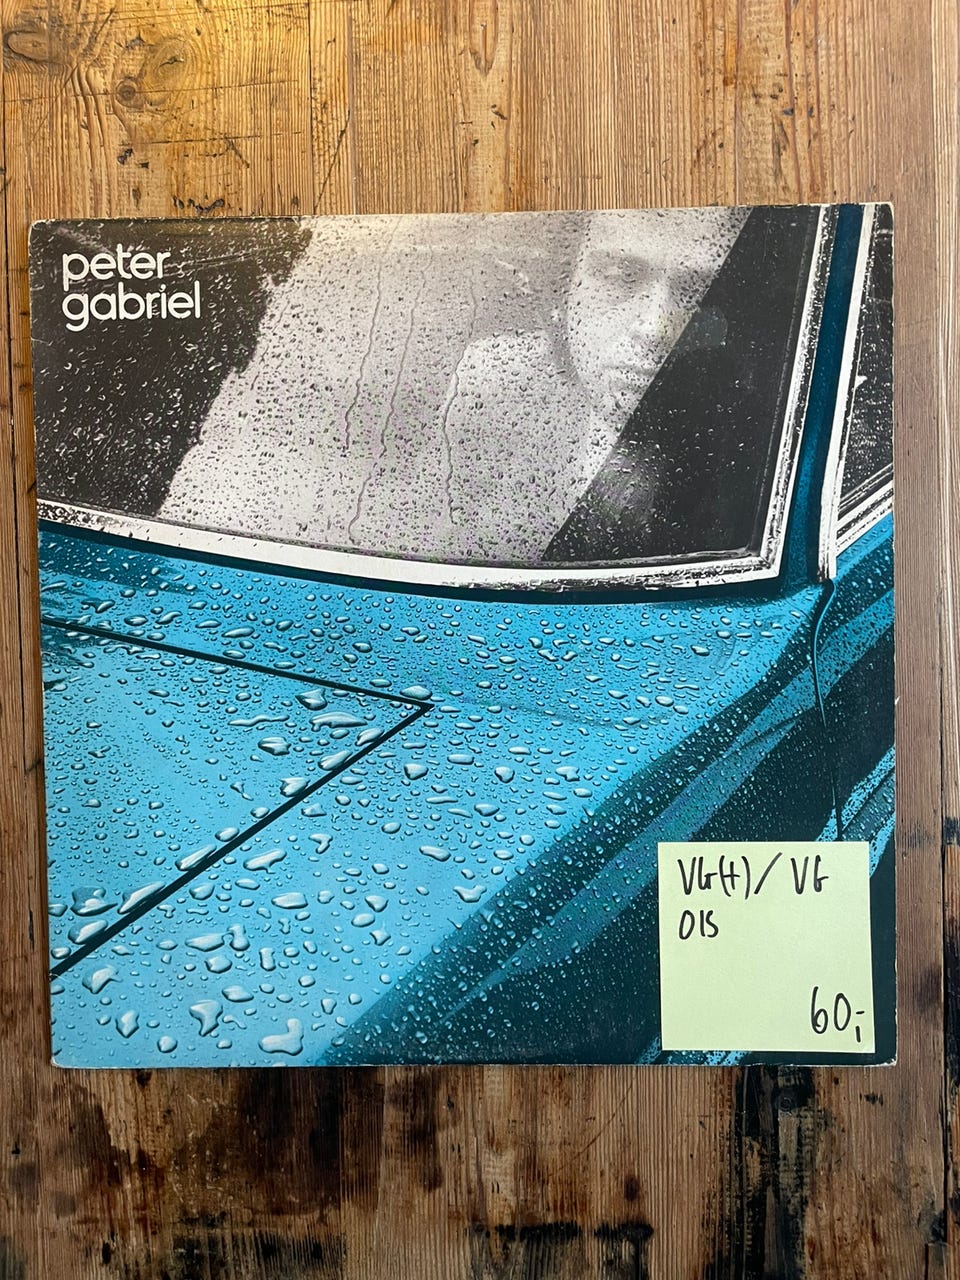 peter
gabriel
VG(+)/ VG
OIS
60,-